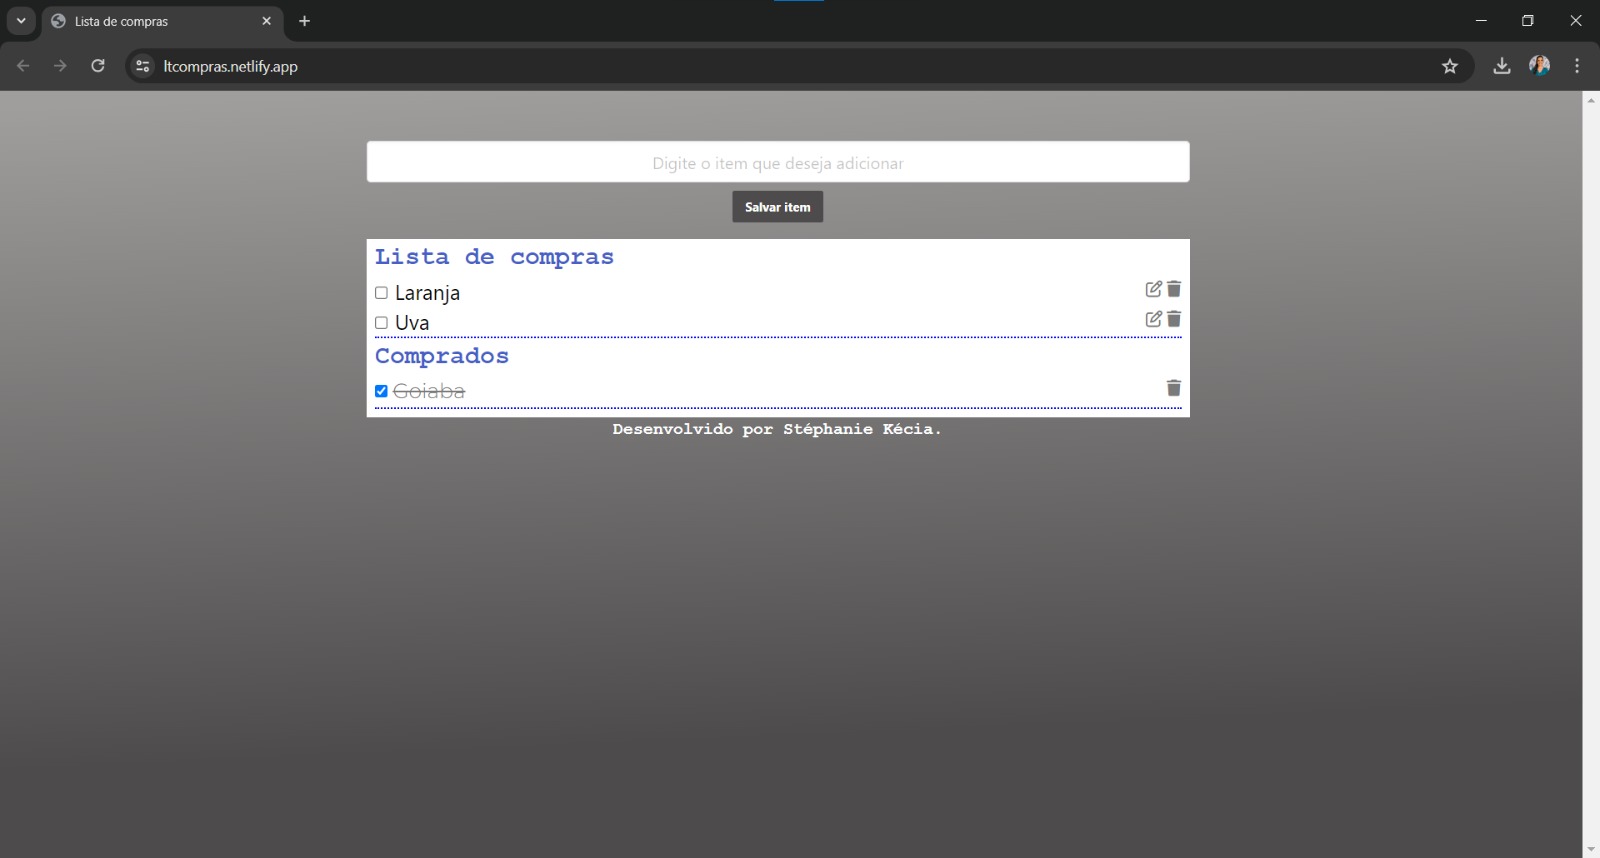 Lista de compras
ltcompras.netlify.app
Digite o item que deseja adicionar
Salvar item
Lista de compras
Laranja
Uva
Comprados
Goiaba
Desenvolvido por Stéphanie Kécia.